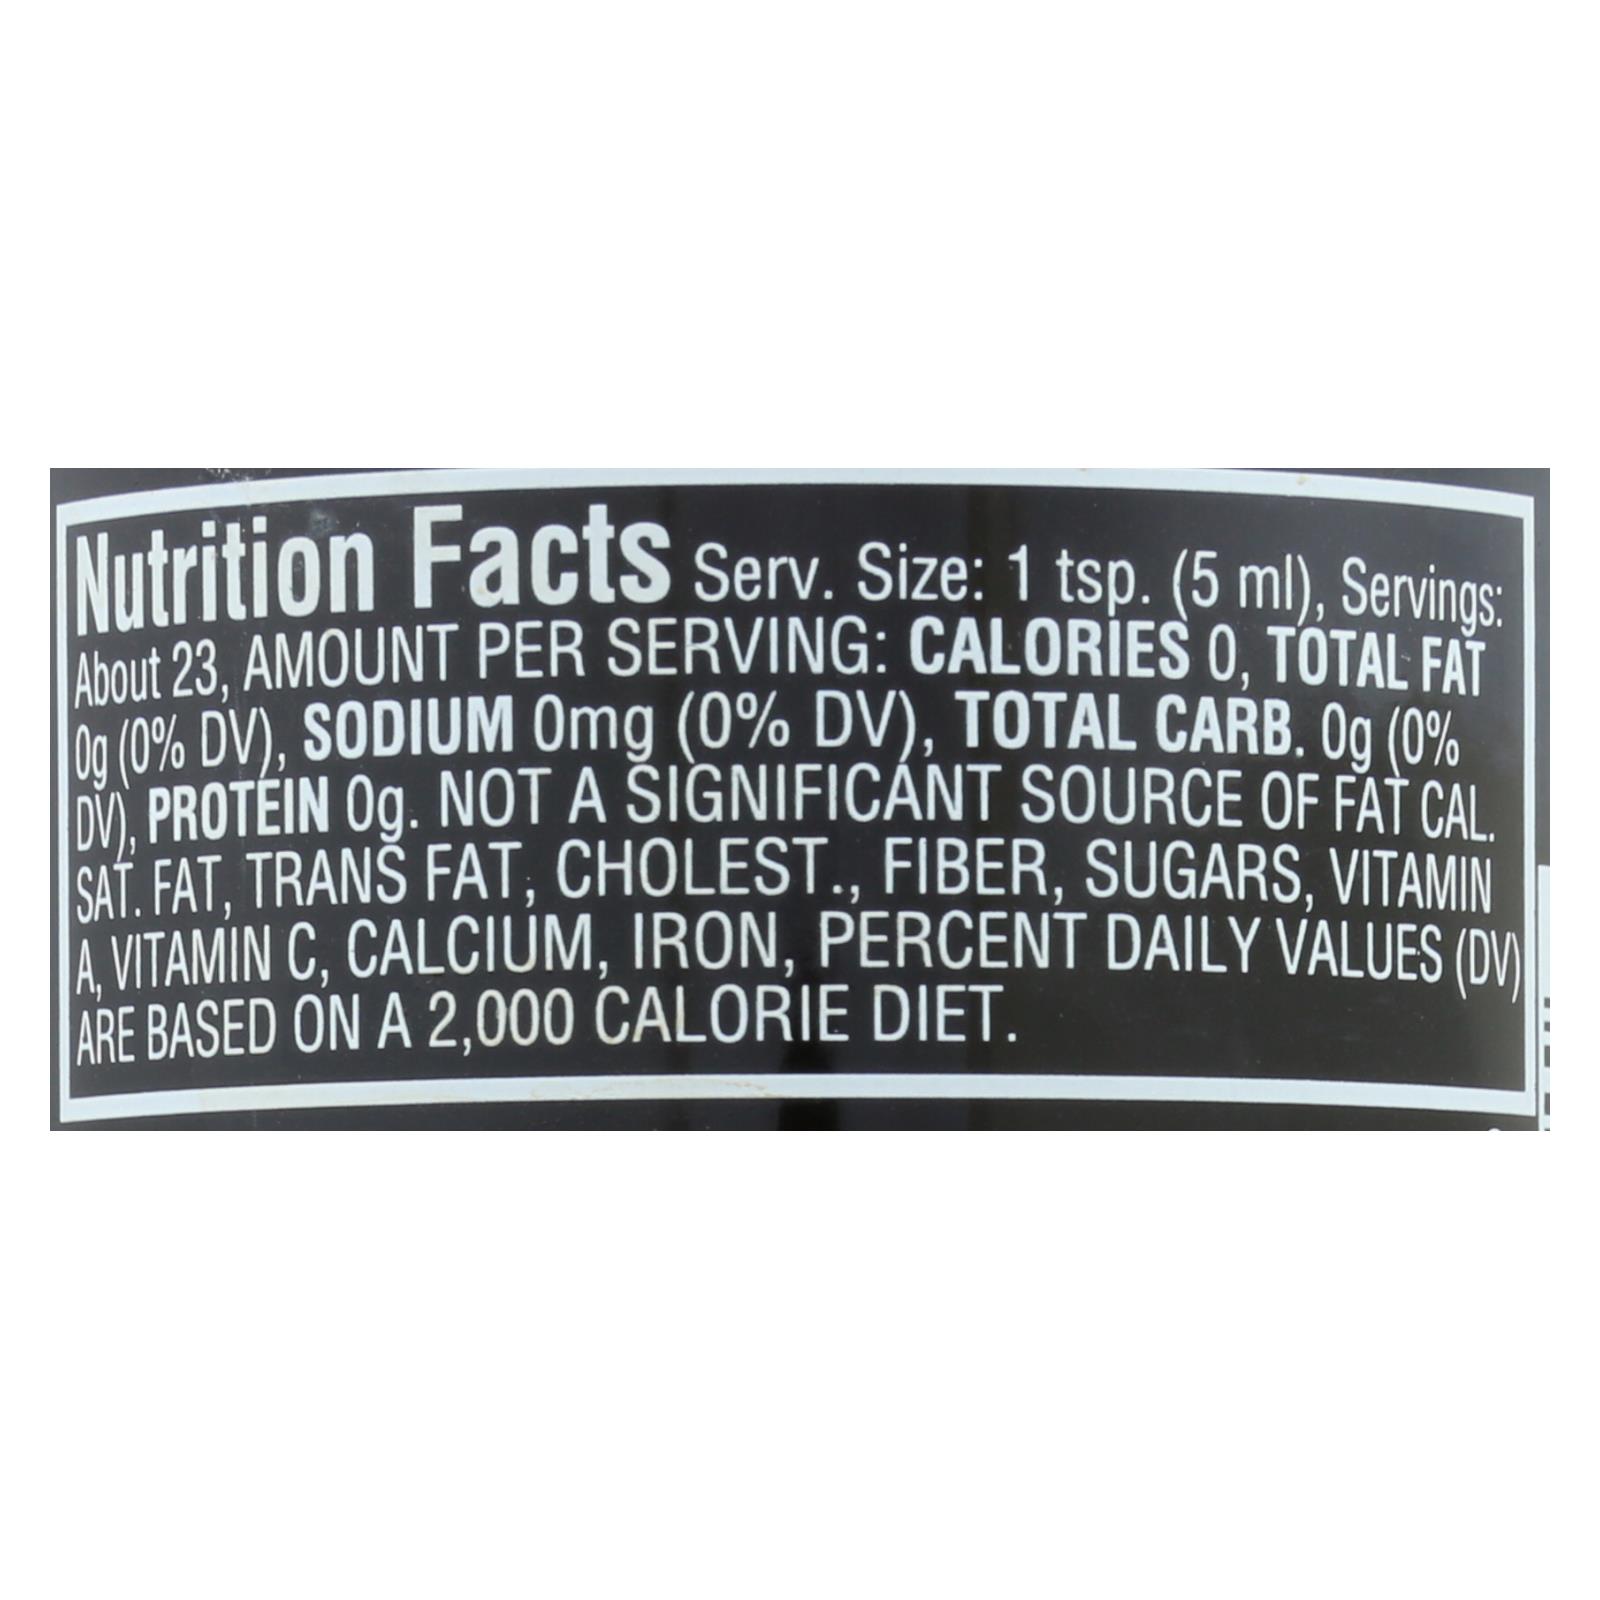 Nutrition Facts Serv. Size: 1 tsp. (5 ml), Servings:
About 23, AMOUNT PER SERVING: CALORIES 0, TOTAL FAT
0g (0% DV), SODIUM 0mg (0% DV), TOTAL CARB. 0g (0%
DV), PROTEIN 0g. NOT A SIGNIFICANT SOURCE OF FAT CAL.
SAT. FAT, TRANS FAT, CHOLEST., FIBER, SUGARS, VITAMIN
A, VITAMIN C, CALCIUM, IRON, PERCENT DAILY VALUES (DV)
ARE BASED ON A 2,000 CALORIE DIET.